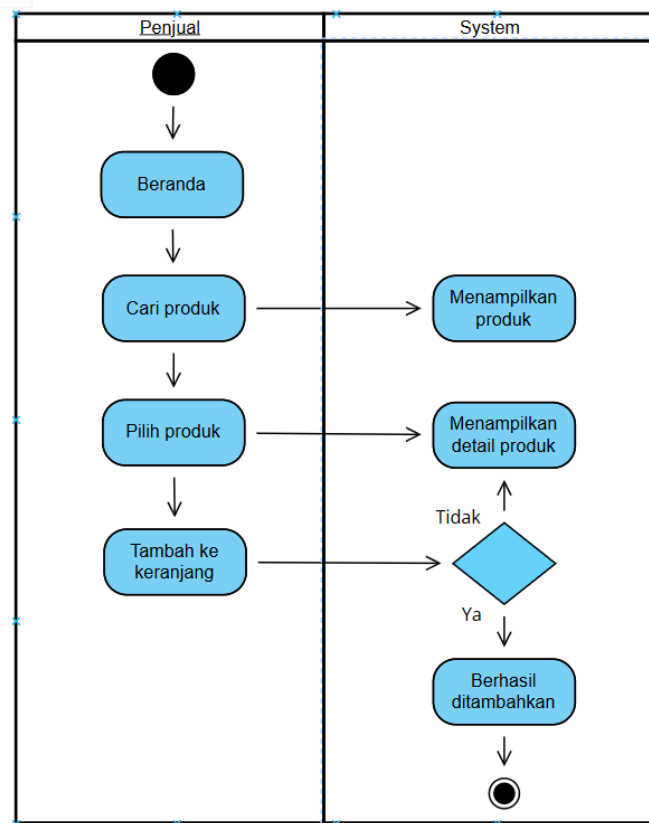 Penjual
System
Beranda
Cari produk
Menampilkan
produk
Pilih produk
Menampilkan
detail produk
Tidak
Tambah ke
keranjang
Ya
Berhasil
ditambahkan